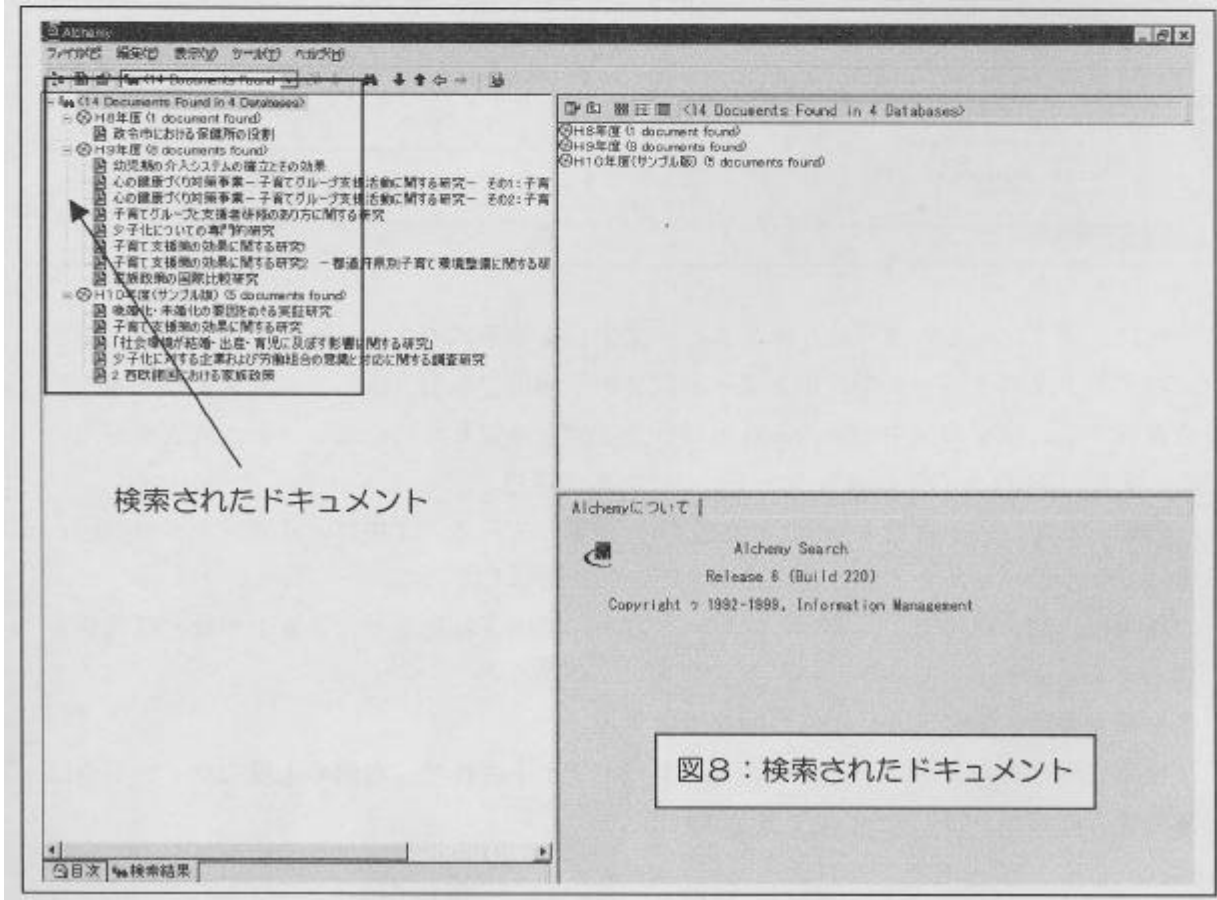 Alchemy
ファイル(F) 編集(E) 表示(V) ツール(T) ヘルプ(H)
<14 Documents Found
<14 Documents Found in 4 Databases>
H8年度 (1 document found)
政令市における保健所の役割
H9年度 (8 documents found)
幼児期の介入システムの確立とその効果
心の健康づくり対策事業－子育てグループ支援活動に関する研究－ その1：子育
心の健康づくり対策事業－子育てグループ支援活動に関する研究－ その2：子育
子育てグループと支援者研修のあり方に関する研究
少子化についての専門的研究
子育て支援策の効果に関する研究
子育て支援策の効果に関する研究2 －都道府県別子育て環境整備に関する研
家族政策の国際比較研究
H10年度(サンプル版) (5 documents found)
晩婚化・未婚化の要因をめぐる実証研究
子育て支援策の効果に関する研究
「社会環境が結婚・出産・育児に及ぼす影響に関する研究」
少子化に対する企業および労働組合の意識と対応に関する調査研究
2 西欧諸国における家族政策
検索されたドキュメント
目次 検索結果
<14 Documents Found in 4 Databases>
H8年度 (1 document found)
H9年度 (8 documents found)
H10年度(サンプル版) (5 documents found)
Alchemyについて
Alchemy Search
Release 6 (Build 220)
Copyright ｩ 1992-1999, Information Management
図8：検索されたドキュメント